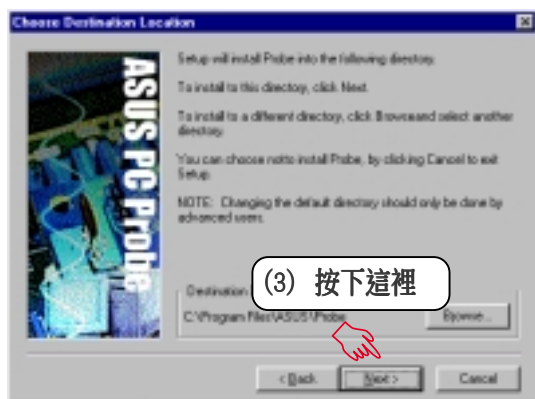 Choose Destination Location
ASUS PC Probe
Setup will install Probe into the following directory.
To install to this directory, click Next.
To install to a different directory, click Browse and select another
directory.
You can choose not to install Probe, by clicking Cancel to exit
Setup.
NOTE: Changing the default directory should only be done by
advanced users.
Destination
(3) 按下這裡
C:\Program Files\ASUS\Probe
Browse...
< Back
Next >
Cancel